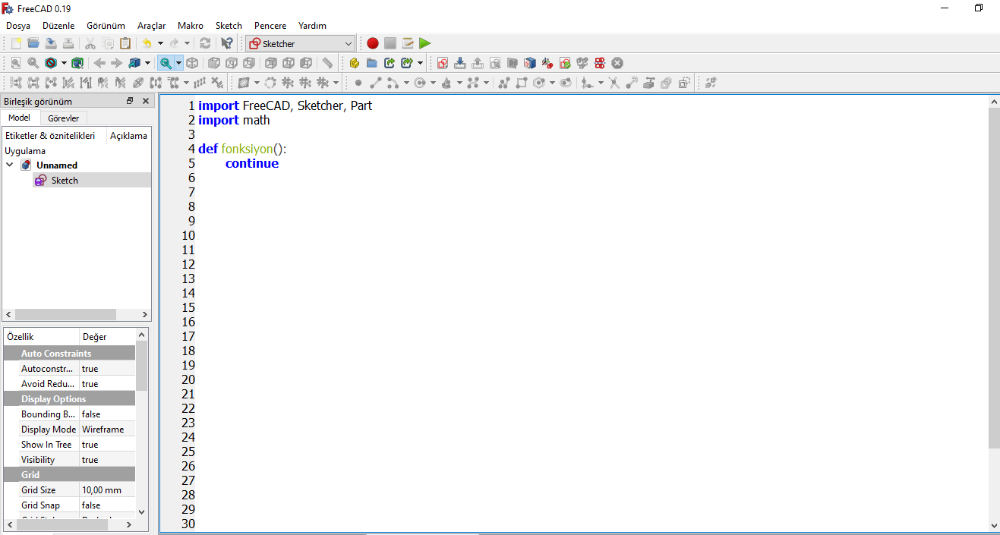 FreeCAD 0.19
Dosya Düzenle Görünüm Araçlar Makro Sketch Pencere Yardım
Sketcher
Birleşik görünüm
Model Görevler
Etiketler & öznitelikleri Açıklama
Uygulama
Unnamed
Sketch
Özellik Değer
Auto Constraints
Autoconstr... true
Avoid Redu... true
Display Options
Bounding B... false
Display Mode Wireframe
Show In Tree true
Visibility true
Grid
Grid Size 10,00 mm
Grid Snap false
1 import FreeCAD, Sketcher, Part
2 import math
3
4 def fonksiyon():
5 continue
6
7
8
9
10
11
12
13
14
15
16
17
18
19
20
21
22
23
24
25
26
27
28
29
30